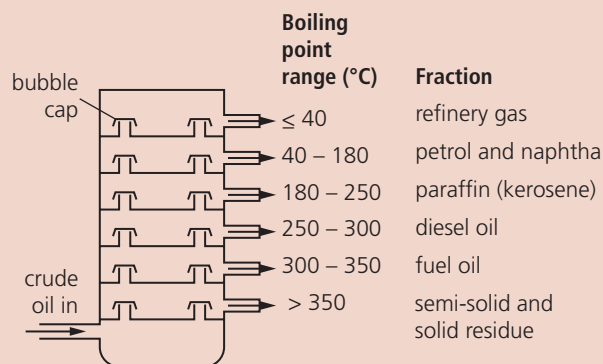 Boiling
point
range (°C)
Fraction
bubble
cap
≤ 40
refinery gas
40 – 180
petrol and naphtha
180 – 250
paraffin (kerosene)
250 – 300
diesel oil
300 – 350
fuel oil
crude
oil in
> 350
semi-solid and
solid residue